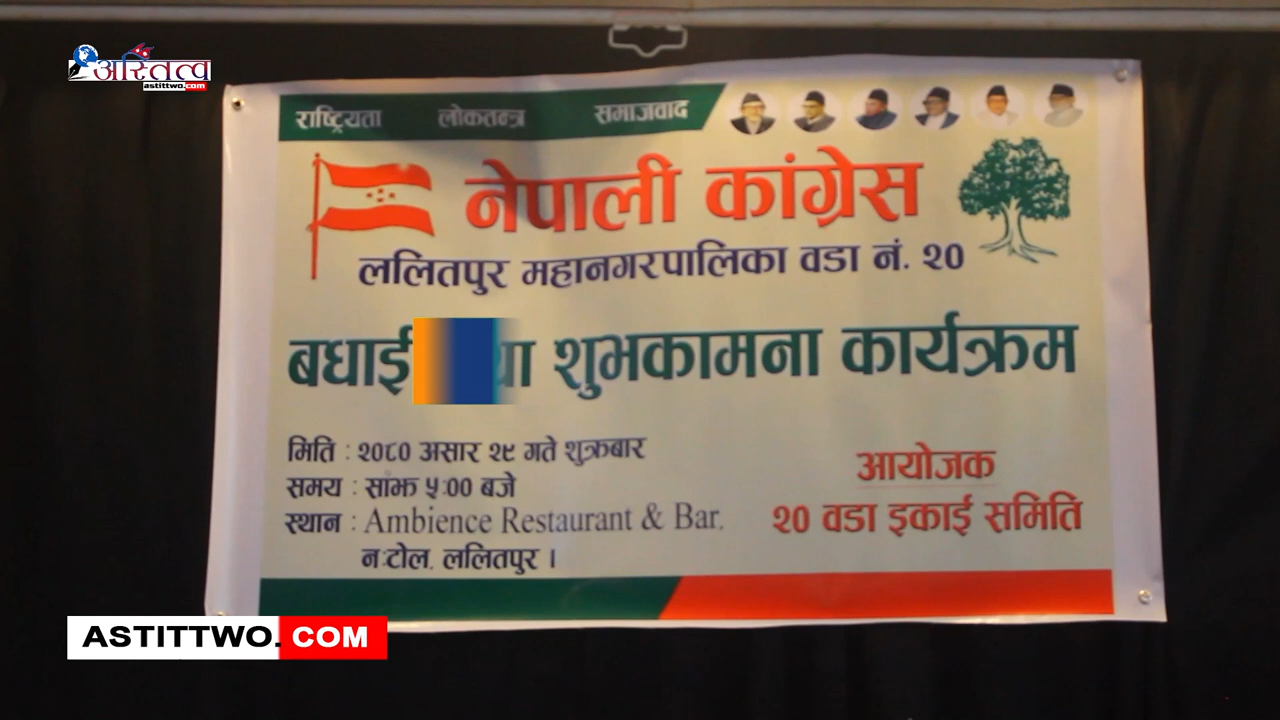 अस्तित्व
astittwo.com
राष्ट्रियता लोकतन्त्र समाजवाद
नेपाली कांग्रेस
ललितपुर महानगरपालिका वडा नं. २०
बधाई शुभकामना कार्यक्रम
मिति : २०८० असार २९ गते शुक्रबार
समय : सांझ ५:०० बजे
स्थान : Ambience Restaurant & Bar.
नःटोल. ललितपुर ।
आयोजक
२० वडा इकाई समिति
ASTITTWO.COM